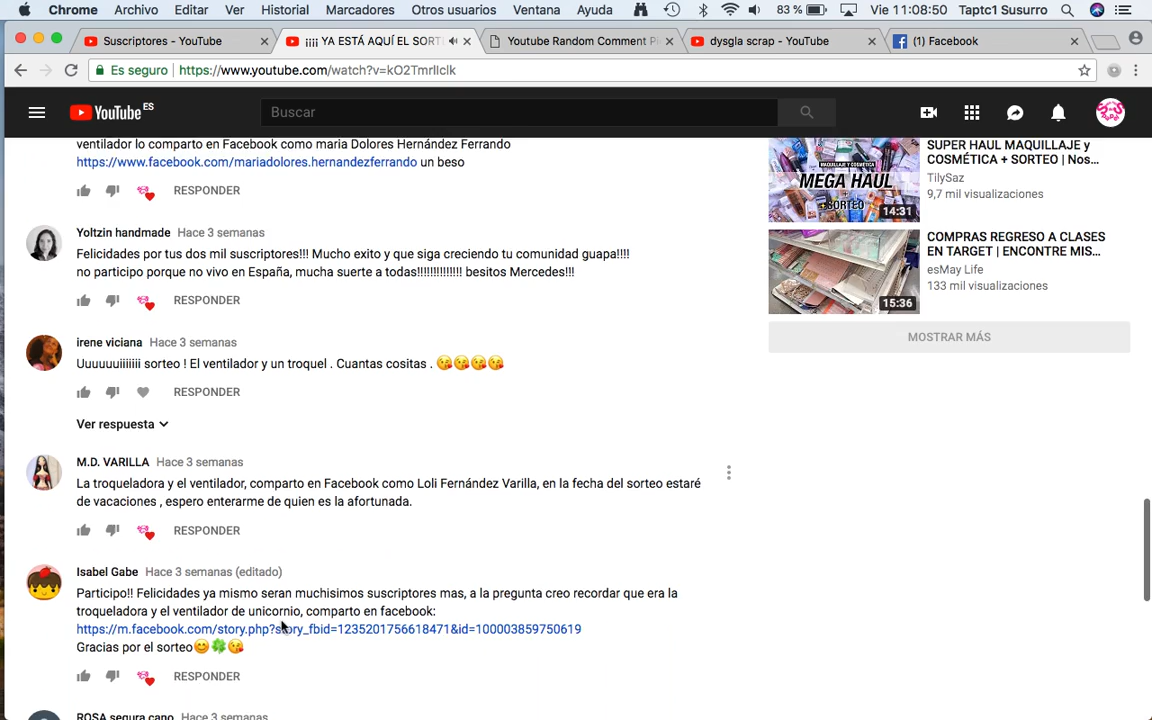 Chrome Archivo Editar Ver Historial Marcadores Otros usuarios Ventana Ayuda 83 % Vie 11:08:50 Taptc1 Susurro
Suscriptores - YouTube
¡¡¡¡ YA ESTÁ AQUÍ EL SORT
Youtube Random Comment Pi
dysgla scrap - YouTube
(1) Facebook
Es seguro https://www.youtube.com/watch?v=kO2TmrlIclk
YouTube ES
Buscar
ventilador lo comparto en Facebook como maria Dolores Hernández Ferrando
https://www.facebook.com/mariadolores.hernandezferrando un beso
RESPONDER
Yoltzin handmade Hace 3 semanas
Felicidades por tus dos mil suscriptores!!! Mucho exito y que siga creciendo tu comunidad guapa!!!!
no participo porque no vivo en España, mucha suerte a todas!!!!!!!!!!!!!! besitos Mercedes!!!
RESPONDER
irene viciana Hace 3 semanas
Uuuuuuiiiiiii sorteo ! El ventilador y un troquel . Cuantas cositas . 😘😘😘😘
RESPONDER
Ver respuesta
M.D. VARILLA Hace 3 semanas
La troqueladora y el ventilador, comparto en Facebook como Loli Fernández Varilla, en la fecha del sorteo estaré
de vacaciones , espero enterarme de quien es la afortunada.
RESPONDER
Isabel Gabe Hace 3 semanas (editado)
Participo!! Felicidades ya mismo seran muchisimos suscriptores mas, a la pregunta creo recordar que era la
troqueladora y el ventilador de unicornio, comparto en facebook:
https://m.facebook.com/story.php?story_fbid=1235201756618471&id=100003859750619
Gracias por el sorteo😊🍀😘
RESPONDER
ROSA segura cano Hace 3 semanas
MAQUILLAJE Y COSMÉTICA
MEGA HAUL
+SORTEO
14:31
SUPER HAUL MAQUILLAJE y
COSMÉTICA + SORTEO | Nos...
TilySaz
9,7 mil visualizaciones
15:36
COMPRAS REGRESO A CLASES
EN TARGET | ENCONTRE MIS...
esMay Life
133 mil visualizaciones
MOSTRAR MÁS